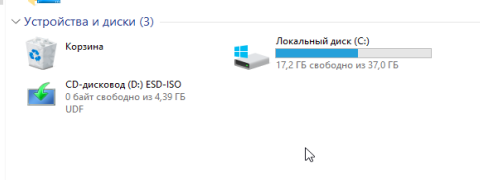 Устройства и диски (3)
Корзина
Локальный диск (C:)
17,2 ГБ свободно из 37,0 ГБ
CD-дисковод (D:) ESD-ISO
0 байт свободно из 4,39 ГБ
UDF